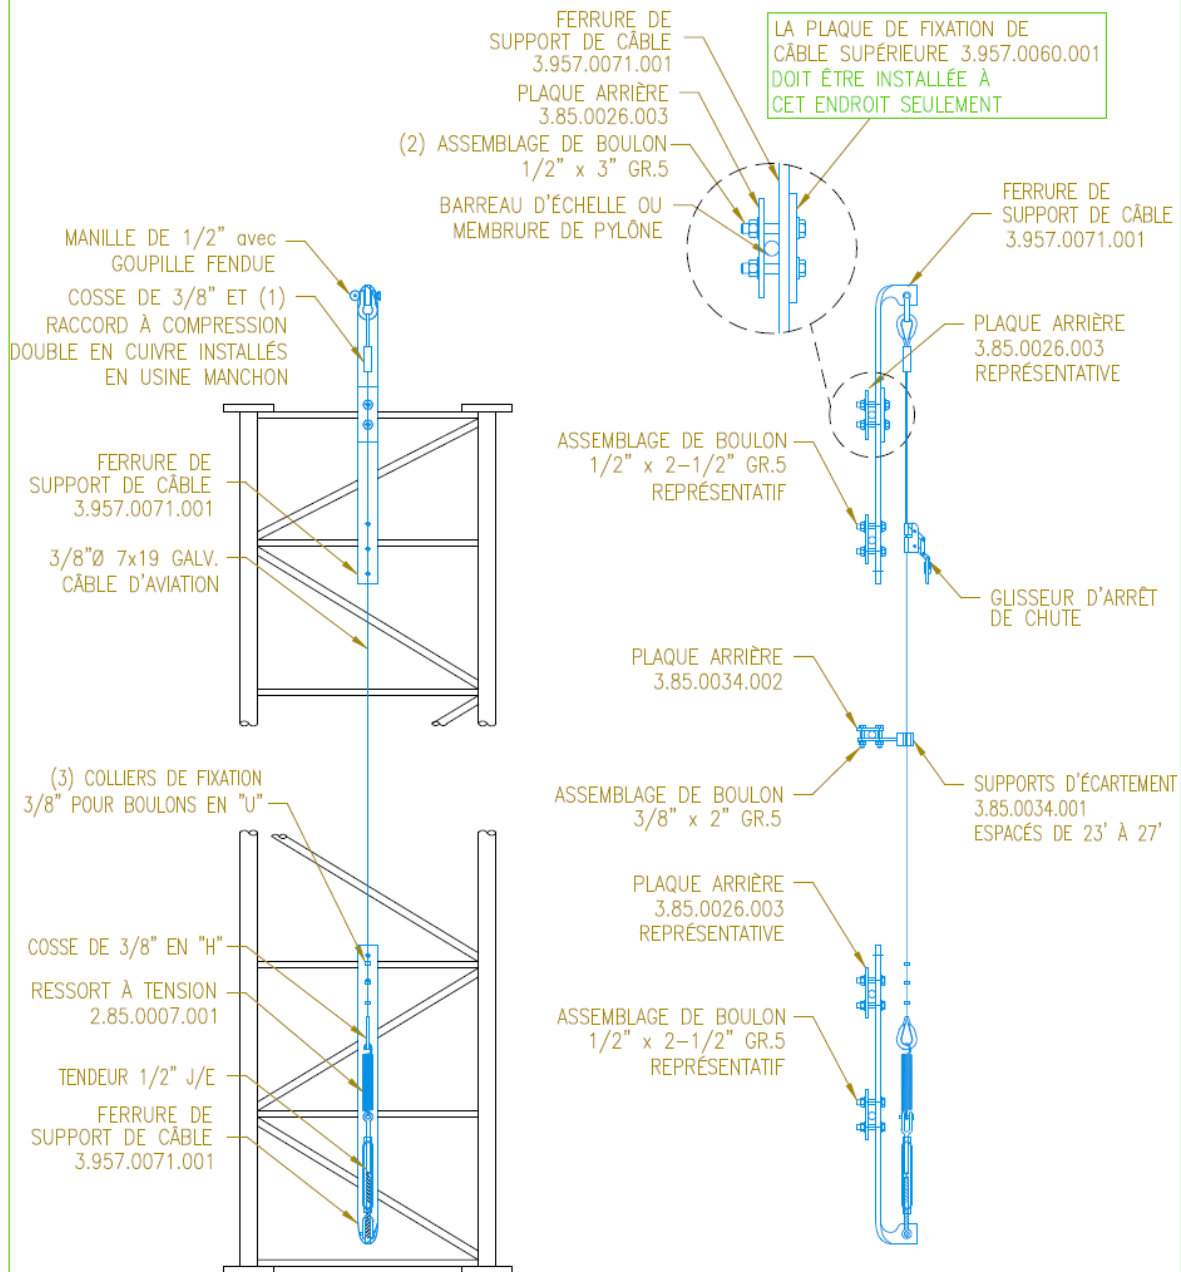 FERRURE DE
SUPPORT DE CÂBLE
3.957.0071.001
PLAQUE ARRIÈRE
3.85.0026.003
(2) ASSEMBLAGE DE BOULON
1/2" x 3" GR.5
BARREAU D'ÉCHELLE OU
MEMBRURE DE PYLÔNE
LA PLAQUE DE FIXATION DE
CÂBLE SUPÉRIEURE 3.957.0060.001
DOIT ÊTRE INSTALLÉE À
CET ENDROIT SEULEMENT
MANILLE DE 1/2" avec
GOUPILLE FENDUE
COSSE DE 3/8" ET (1)
RACCORD À COMPRESSION
DOUBLE EN CUIVRE INSTALLÉS
EN USINE MANCHON
FERRURE DE
SUPPORT DE CÂBLE
3.957.0071.001
3/8"Ø 7x19 GALV.
CÂBLE D'AVIATION
(3) COLLIERS DE FIXATION
3/8" POUR BOULONS EN "U"
COSSE DE 3/8" EN "H"
RESSORT À TENSION
2.85.0007.001
TENDEUR 1/2" J/E
FERRURE DE
SUPPORT DE CÂBLE
3.957.0071.001
FERRURE DE
SUPPORT DE CÂBLE
3.957.0071.001
PLAQUE ARRIÈRE
3.85.0026.003
REPRÉSENTATIVE
ASSEMBLAGE DE BOULON
1/2" x 2-1/2" GR.5
REPRÉSENTATIF
GLISSEUR D'ARRÊT
DE CHUTE
PLAQUE ARRIÈRE
3.85.0034.002
ASSEMBLAGE DE BOULON
3/8" x 2" GR.5
SUPPORTS D'ÉCARTEMENT
3.85.0034.001
ESPACÉS DE 23' À 27'
PLAQUE ARRIÈRE
3.85.0026.003
REPRÉSENTATIVE
ASSEMBLAGE DE BOULON
1/2" x 2-1/2" GR.5
REPRÉSENTATIF